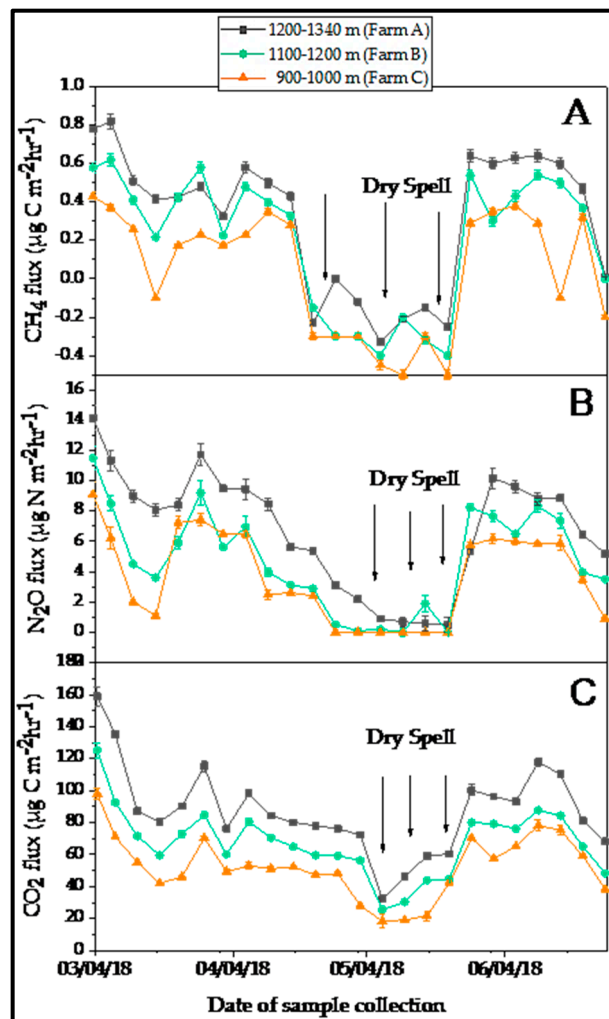 1200-1340 m (Farm A)
1100-1200 m (Farm B)
900-1000 m (Farm C)
A
1.0
0.8
0.6
0.4
0.2
0.0
-0.2
-0.4
CH4 flux (µg C m-2hr-1)
Dry Spell
B
16
14
12
10
8
6
4
2
0
N2O flux (µg N m-2hr-1)
Dry Spell
C
180
160
140
120
100
80
60
40
20
0
CO2 flux (µg C m-2hr-1)
Dry Spell
03/04/18 04/04/18 05/04/18 06/04/18
Date of sample collection